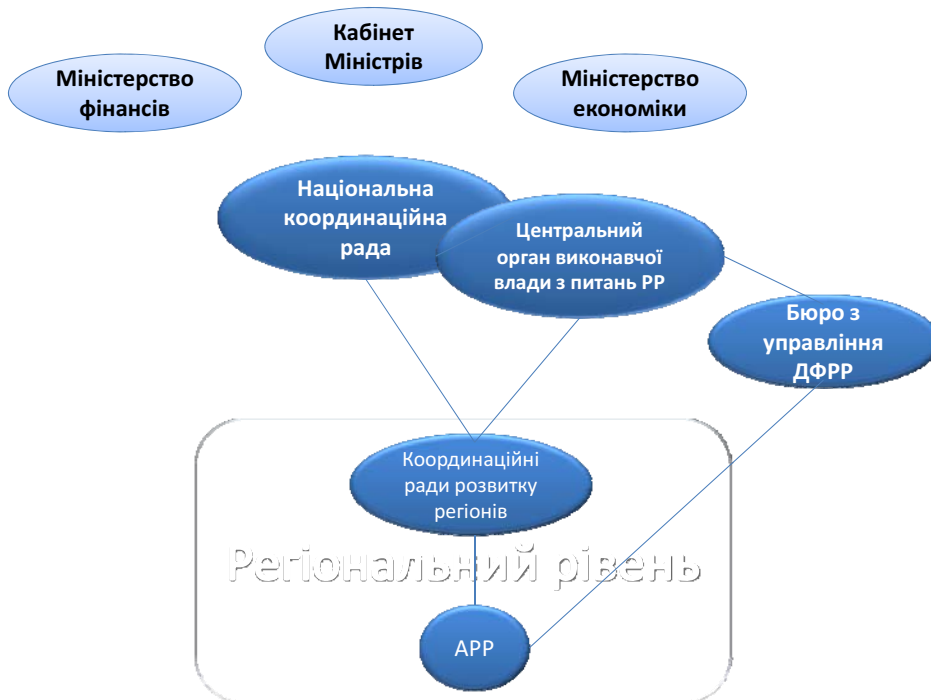 Кабінет
Міністрів
Міністерство
фінансів
Міністерство
економіки
Національна
координаційна
рада
Центральний
орган виконавчої
влади з питань РР
Бюро з
управління
ДФРР
Координаційні
ради розвитку
регіонів
Регіональний рівень
АРР